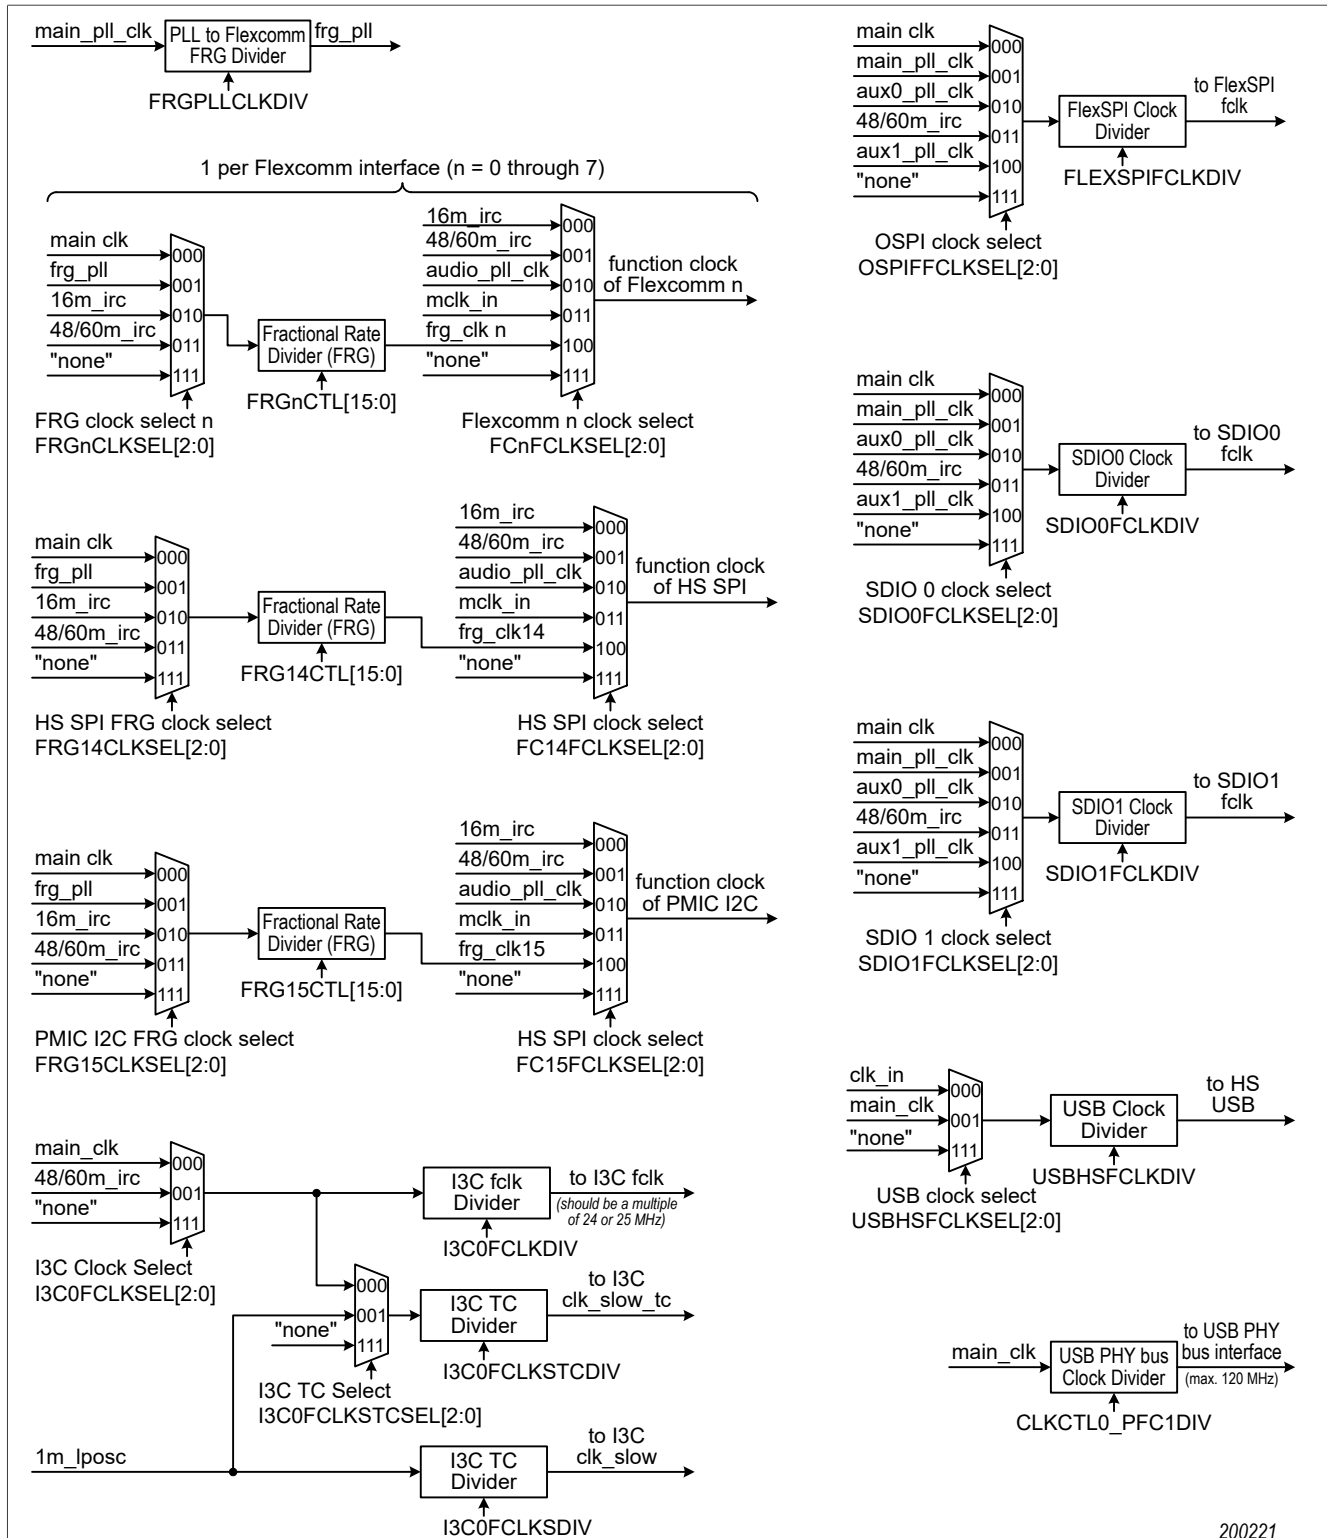 main_pll_clk
PLL to Flexcomm
FRG Divider
frg_pll
FRGPLLCLKDIV
1 per Flexcomm interface (n = 0 through 7)
main clk
frg_pll
16m_irc
48/60m_irc
"none"
000
001
010
011
111
FRG clock select n
FRGnCLKSEL[2:0]
Fractional Rate
Divider (FRG)
FRGnCTL[15:0]
16m_irc
48/60m_irc
audio_pll_clk
mclk_in
frg_clk n
"none"
000
001
010
011
100
111
Flexcomm n clock select
FCnFCLKSEL[2:0]
function clock
of Flexcomm n
main clk
frg_pll
16m_irc
48/60m_irc
"none"
000
001
010
011
111
HS SPI FRG clock select
FRG14CLKSEL[2:0]
Fractional Rate
Divider (FRG)
FRG14CTL[15:0]
16m_irc
48/60m_irc
audio_pll_clk
mclk_in
frg_clk14
"none"
000
001
010
011
100
111
HS SPI clock select
FC14FCLKSEL[2:0]
function clock
of HS SPI
main clk
frg_pll
16m_irc
48/60m_irc
"none"
000
001
010
011
111
PMIC I2C FRG clock select
FRG15CLKSEL[2:0]
Fractional Rate
Divider (FRG)
FRG15CTL[15:0]
16m_irc
48/60m_irc
audio_pll_clk
mclk_in
frg_clk15
"none"
000
001
010
011
100
111
HS SPI clock select
FC15FCLKSEL[2:0]
function clock
of PMIC I2C
main_clk
48/60m_irc
"none"
000
001
111
I3C Clock Select
I3C0FCLKSEL[2:0]
I3C fclk
Divider
I3C0FCLKDIV
to I3C fclk
(should be a multiple
of 24 or 25 MHz)
"none"
000
001
111
I3C TC Select
I3C0FCLKSTCSEL[2:0]
I3C TC
Divider
I3C0FCLKSTCDIV
to I3C
clk_slow_tc
1m_lposc
I3C TC
Divider
I3C0FCLKSDIV
to I3C
clk_slow
main clk
main_pll_clk
aux0_pll_clk
48/60m_irc
aux1_pll_clk
"none"
000
001
010
011
100
111
OSPI clock select
OSPIFFCLKSEL[2:0]
FlexSPI Clock
Divider
FLEXSPIFCLKDIV
to FlexSPI
fclk
main clk
main_pll_clk
aux0_pll_clk
48/60m_irc
aux1_pll_clk
"none"
000
001
010
011
100
111
SDIO 0 clock select
SDIO0FCLKSEL[2:0]
SDIO0 Clock
Divider
SDIO0FCLKDIV
to SDIO0
fclk
main clk
main_pll_clk
aux0_pll_clk
48/60m_irc
aux1_pll_clk
"none"
000
001
010
011
100
111
SDIO 1 clock select
SDIO1FCLKSEL[2:0]
SDIO1 Clock
Divider
SDIO1FCLKDIV
to SDIO1
fclk
clk_in
main_clk
"none"
000
001
111
USB clock select
USBHSFCLKSEL[2:0]
USB Clock
Divider
USBHSFCLKDIV
to HS
USB
main_clk
USB PHY bus
Clock Divider
CLKCTL0_PFC1DIV
to USB PHY
bus interface
(max. 120 MHz)
200221